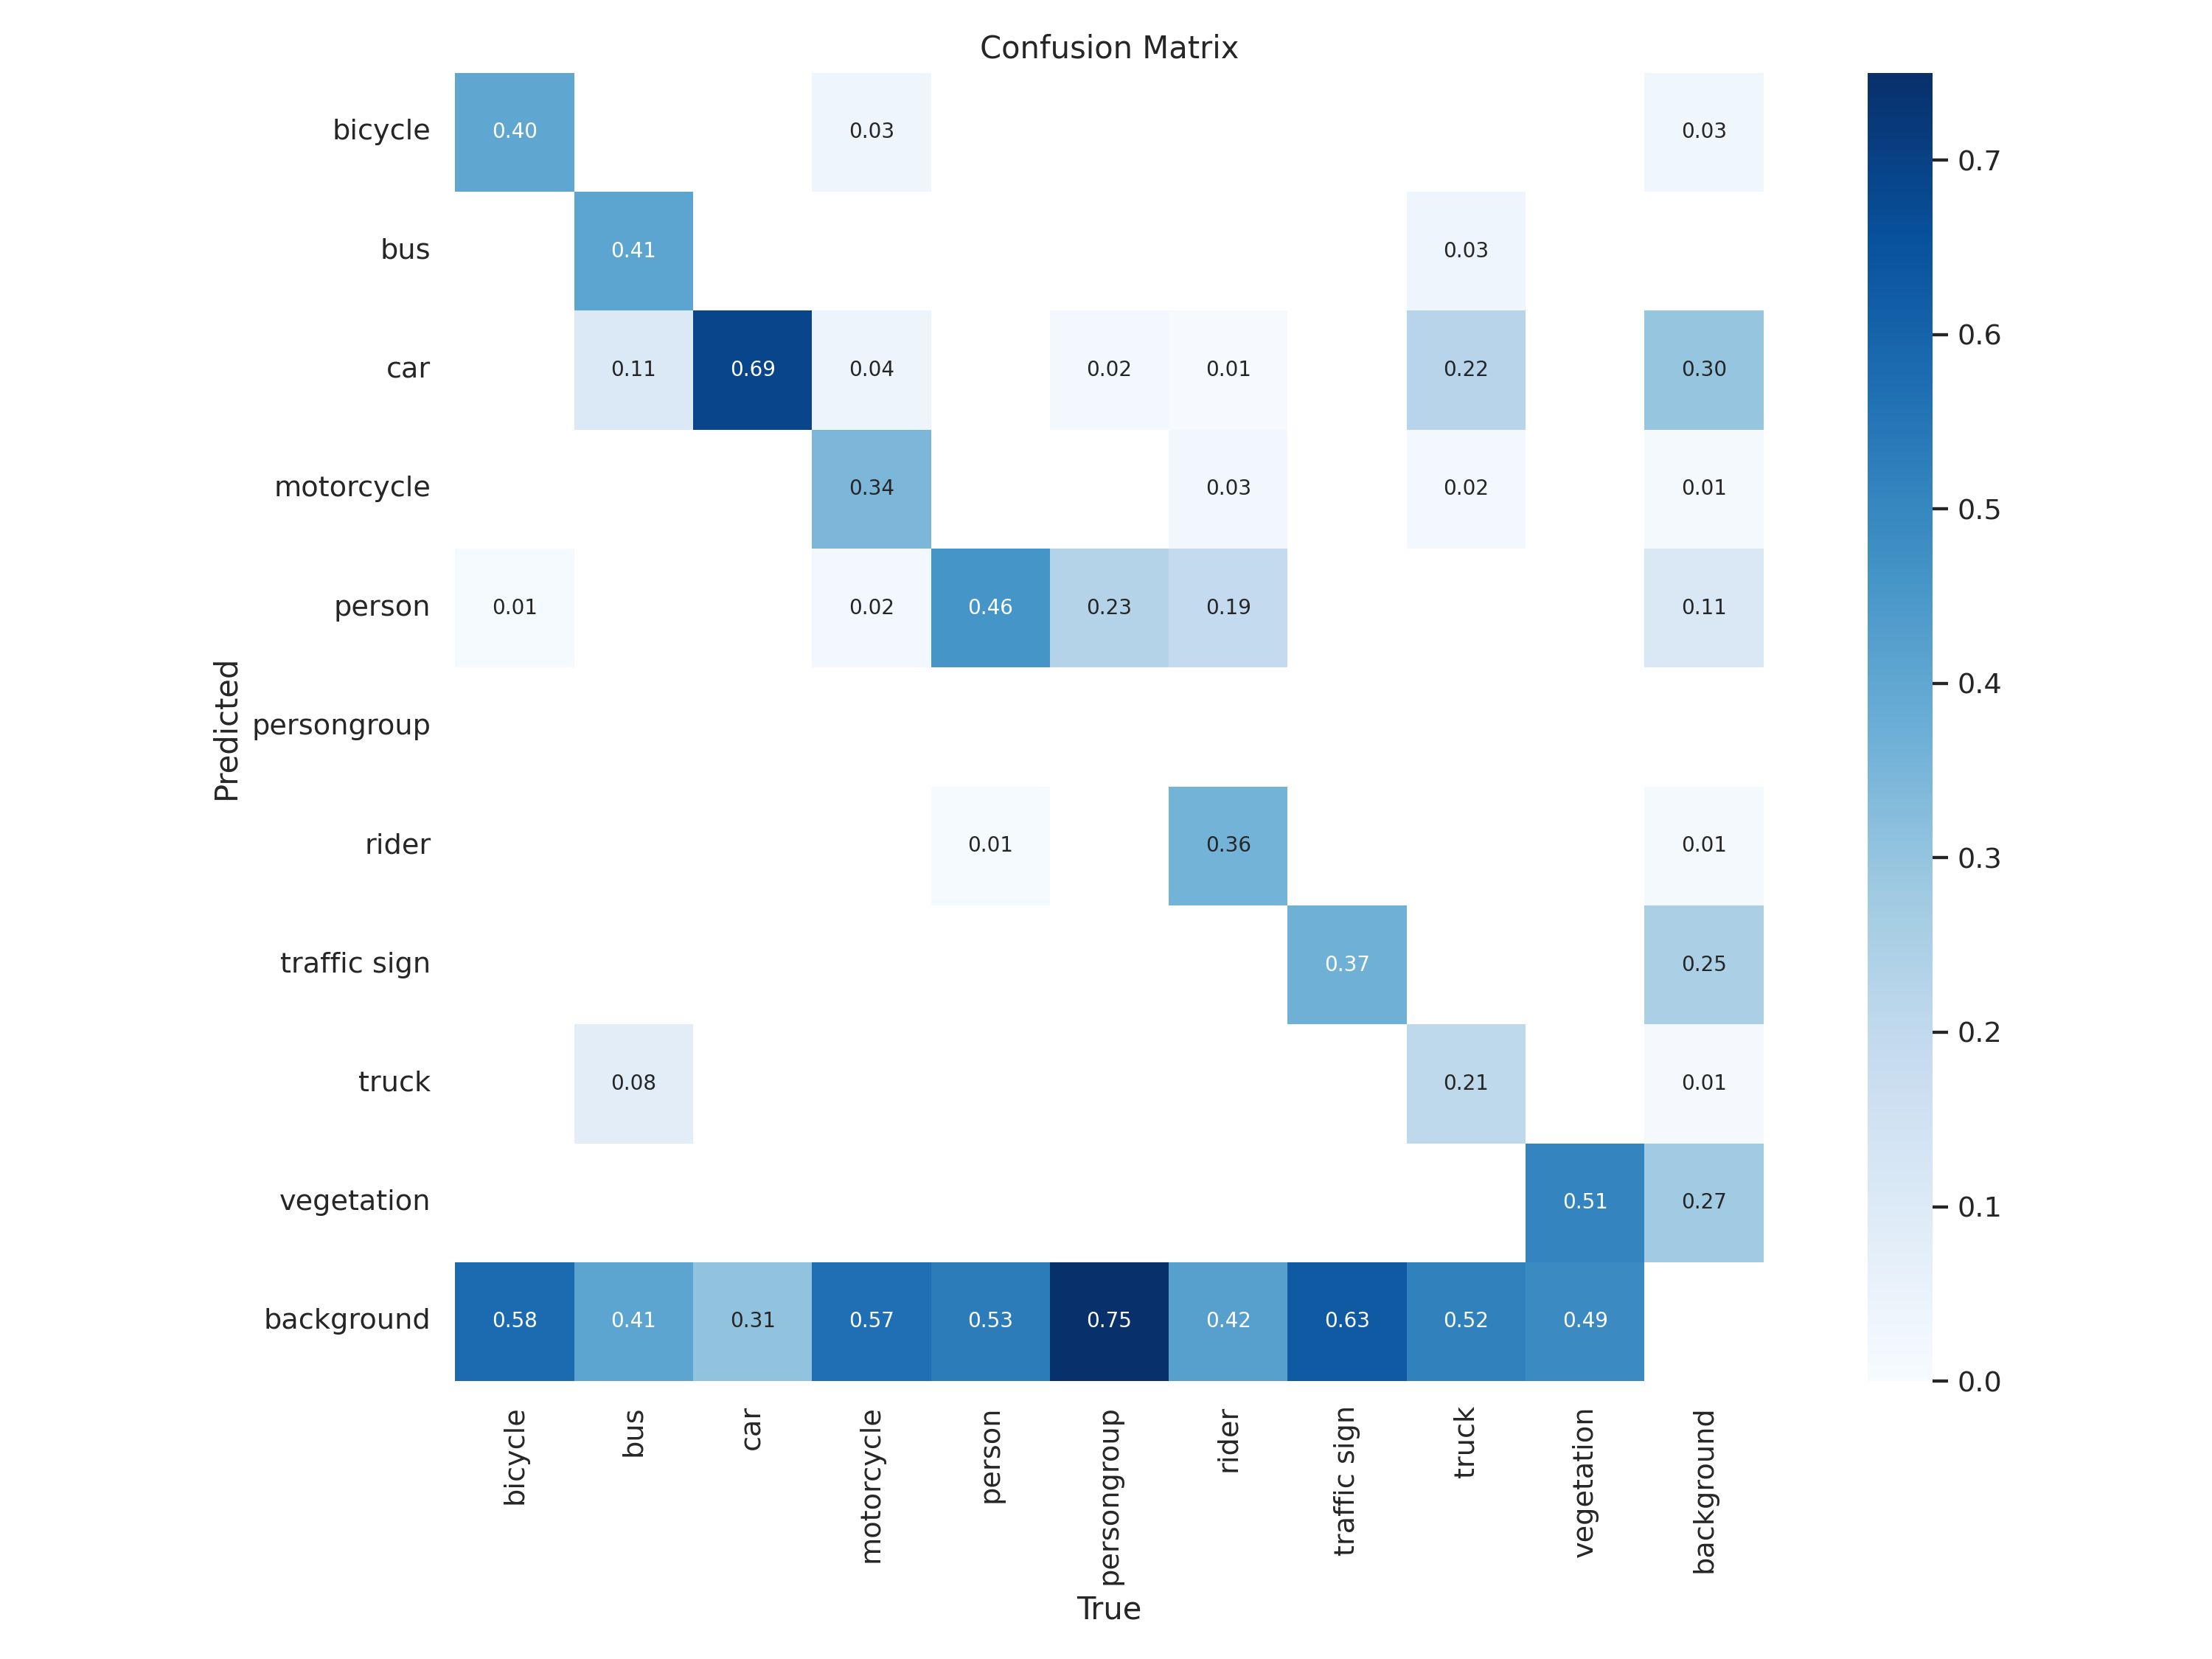 Confusion Matrix
bicycle 0.40 0.03 0.03
bus 0.41 0.03
car 0.11 0.69 0.04 0.02 0.01 0.22 0.30
motorcycle 0.34 0.03 0.02 0.01
person 0.01 0.02 0.46 0.23 0.19 0.11
persongroup
rider 0.01 0.36 0.01
traffic sign 0.37 0.25
truck 0.08 0.21 0.01
vegetation 0.51 0.27
background 0.58 0.41 0.31 0.57 0.53 0.75 0.42 0.63 0.52 0.49
Predicted
bicycle
bus
car
motorcycle
person
persongroup
rider
traffic sign
truck
vegetation
background
True
0.7
0.6
0.5
0.4
0.3
0.2
0.1
0.0